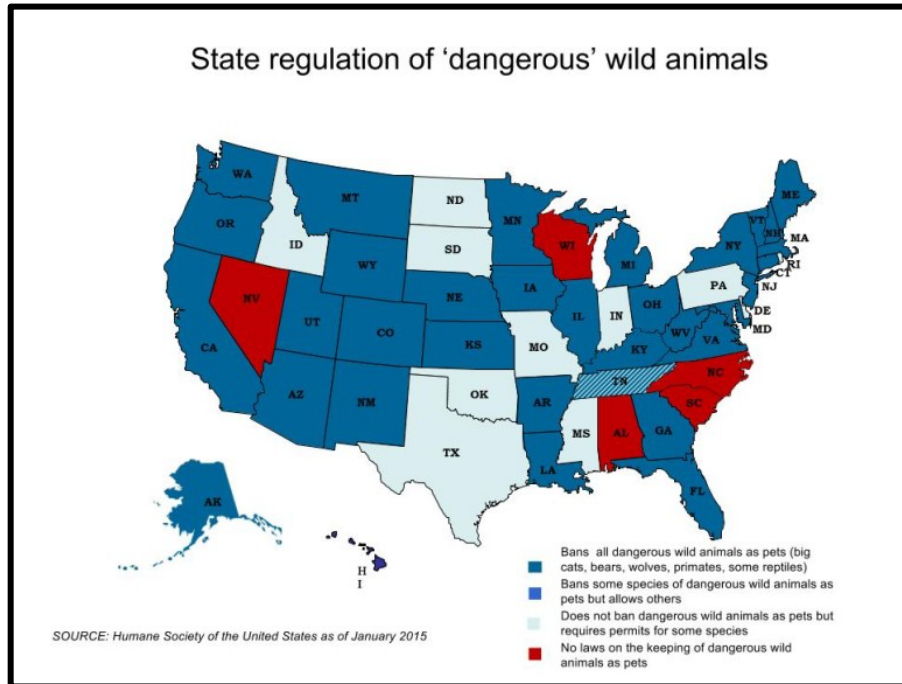 State regulation of ‘dangerous’ wild animals
WA
MT
ND
MN
ME
OR
ID
SD
WI
VT
NH
MA
NY
WY
MI
RI
CT
NV
NE
IA
PA
NJ
UT
CO
IL
IN
OH
DE
MD
WV
VA
CA
KS
MO
KY
AZ
NM
OK
TN
NC
AR
SC
TX
MS
AL
GA
LA
FL
AK
H
I
Bans all dangerous wild animals as pets (big
cats, bears, wolves, primates, some reptiles)
Bans some species of dangerous wild animals as
pets but allows others
Does not ban dangerous wild animals as pets but
requires permits for some species
No laws on the keeping of dangerous wild
animals as pets
SOURCE: Humane Society of the United States as of January 2015